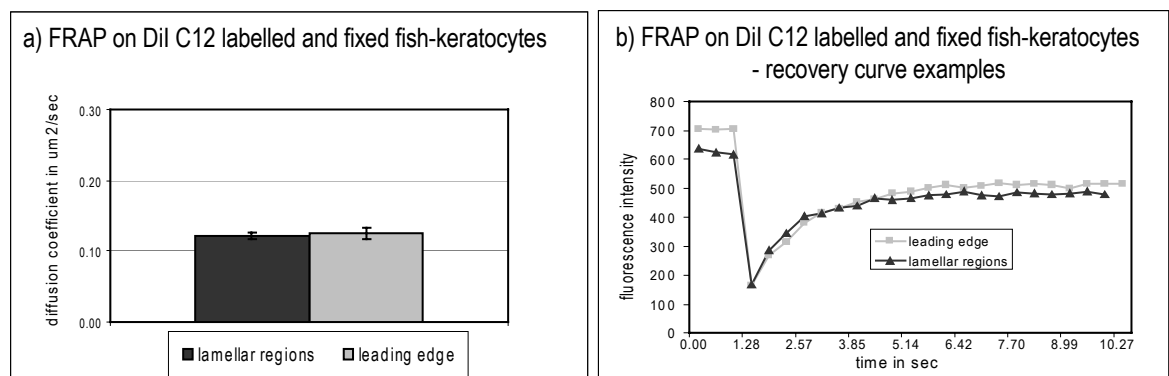 a) FRAP on DiI C12 labelled and fixed fish-keratocytes
diffusion coefficient in um2/sec
0.30
0.20
0.10
0.00
lamellar regions
leading edge
b) FRAP on DiI C12 labelled and fixed fish-keratocytes
- recovery curve examples
fluorescence intensity
800
700
600
500
400
300
200
100
0
leading edge
lamellar regions
0.00 1.28 2.57 3.85 5.14 6.42 7.70 8.99 10.27
time in sec